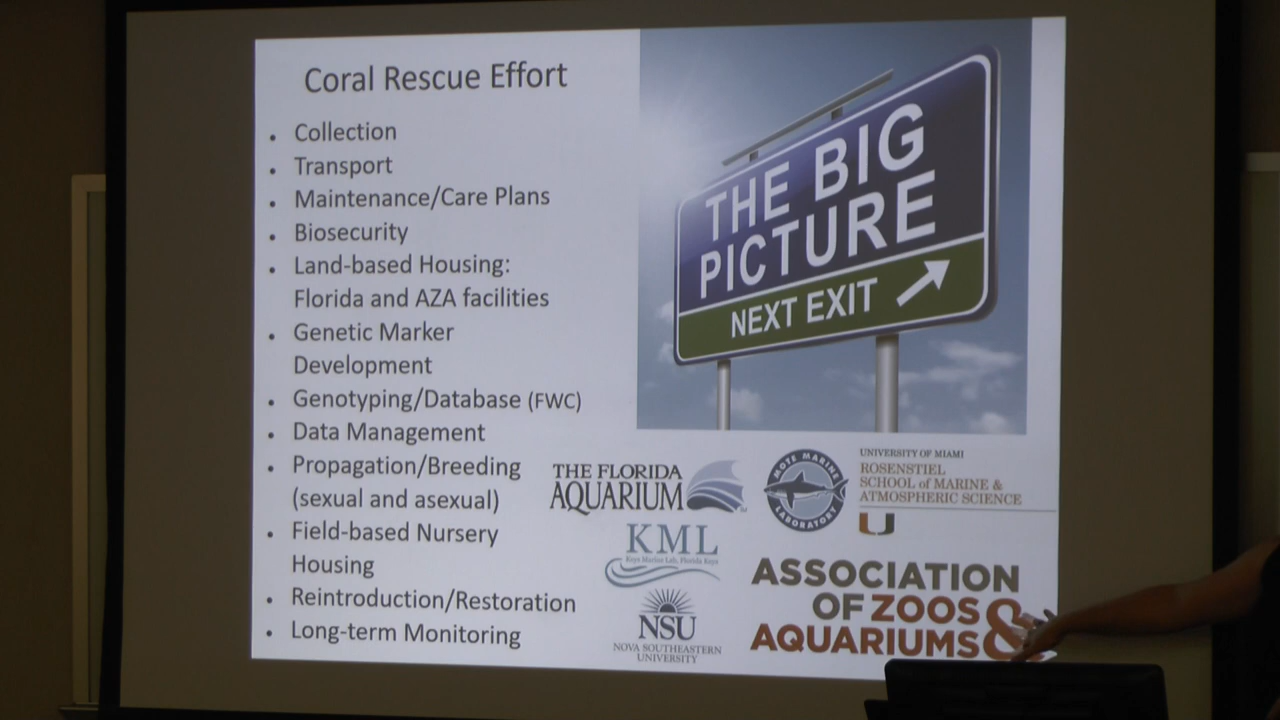 Coral Rescue Effort
• Collection
• Transport
• Maintenance/Care Plans
• Biosecurity
• Land-based Housing:
Florida and AZA facilities
• Genetic Marker
Development
• Genotyping/Database (FWC)
• Data Management
• Propagation/Breeding
(sexual and asexual)
• Field-based Nursery
Housing
• Reintroduction/Restoration
• Long-term Monitoring
THE BIG
PICTURE
NEXT EXIT
THE FLORIDA
AQUARIUM
MOTE MARINE
LABORATORY
UNIVERSITY OF MIAMI
ROSENSTIEL
SCHOOL of MARINE &
ATMOSPHERIC SCIENCE
U
KML
Keys Marine Lab, Florida Keys
NSU
NOVA SOUTHEASTERN
UNIVERSITY
ASSOCIATION
OF ZOOS &
AQUARIUMS